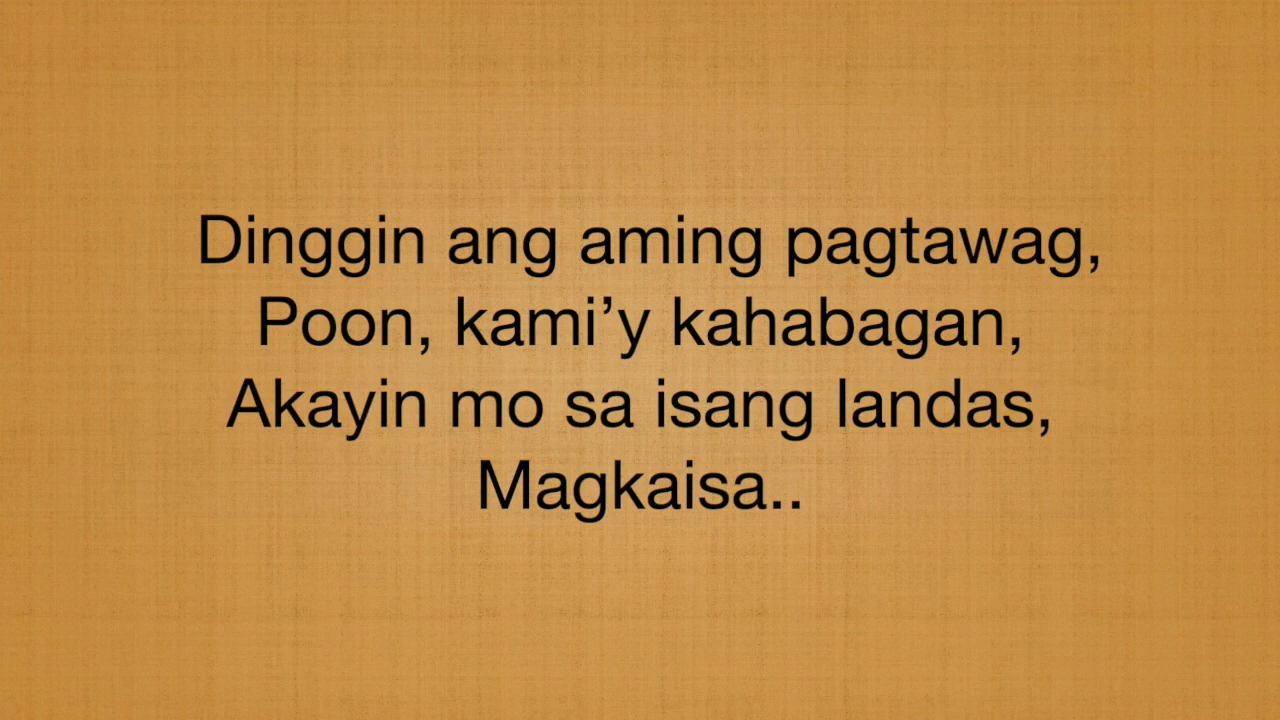 Dinggin ang aming pagtawag,
Poon, kami’y kahabagan,
Akayin mo sa isang landas,
Magkaisa..